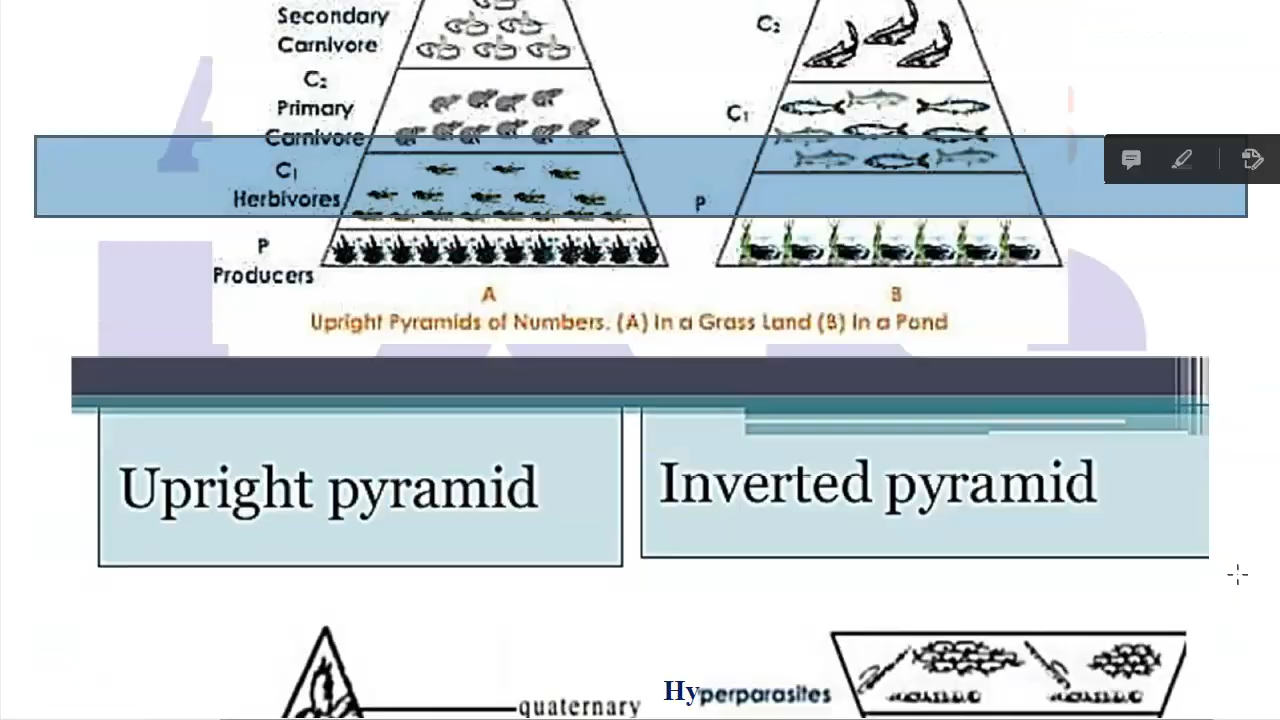 Secondary
Carnivore
C₂
Primary
Carnivore
C₁
Herbivores
P
Producers
A
C₂
C₁
P
B
Upright Pyramids of Numbers. (A) In a Grass Land (B) In a Pond
Upright pyramid
Inverted pyramid
quaternary
Hyperparasites